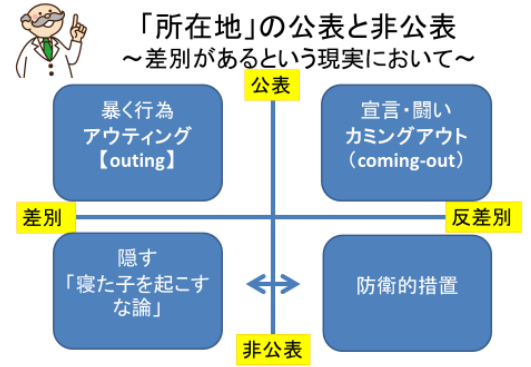 「所在地」の公表と非公表
～差別があるという現実において～
公表
暴く行為
アウティング
【outing】
宣言・闘い
カミングアウト
（coming-out）
差別
反差別
隠す
「寝た子を起こす
な論」
防衛的措置
非公表